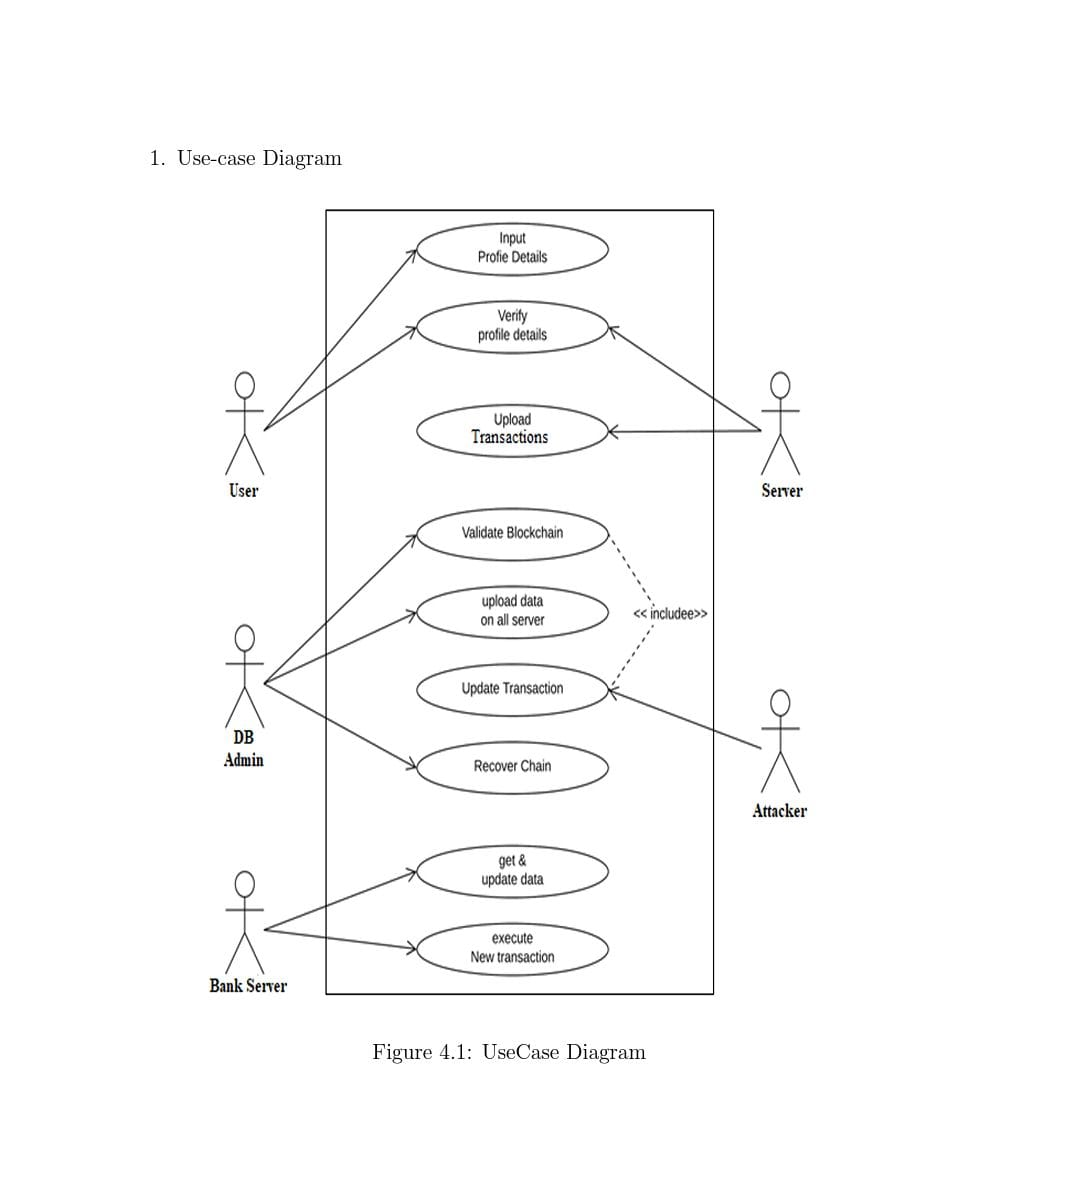 1. Use-case Diagram
Input
Profie Details
Verify
profile details
Upload
Transactions
User
Server
Validate Blockchain
upload data
on all server
<< includee>>
Update Transaction
DB
Admin
Recover Chain
Attacker
get &
update data
execute
New transaction
Bank Server
Figure 4.1: UseCase Diagram